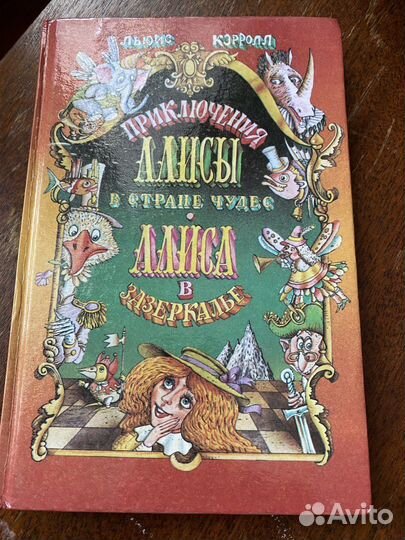 ЛЬЮИС КЭРРОЛЛ
ПРИКЛЮЧЕНИЯ
АЛИСЫ
В СТРАНЕ ЧУДЕС
АЛИСА
В
ЗАЗЕРКАЛЬЕ
Avito